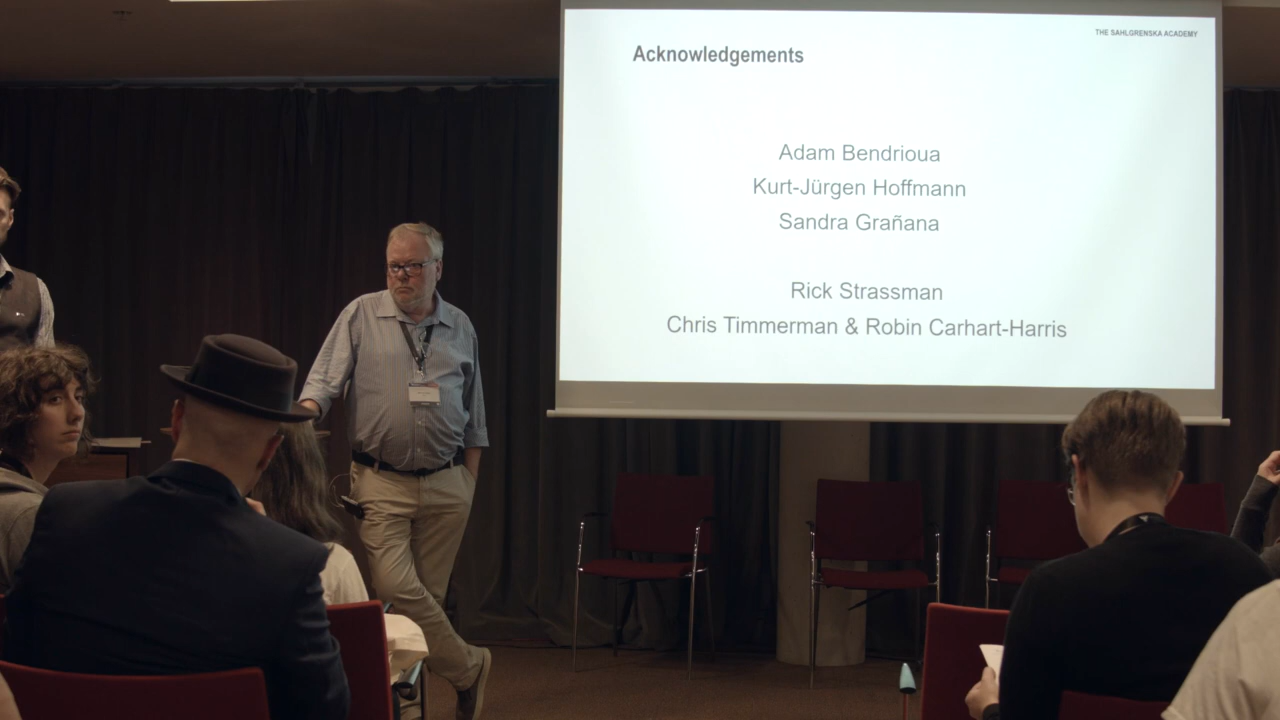 THE SAHLGRENSKA ACADEMY
Acknowledgements
Adam Bendrioua
Kurt-Jürgen Hoffmann
Sandra Grañana
Rick Strassman
Chris Timmerman & Robin Carhart-Harris